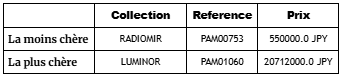 Collection Reference Prix
La moins chère RADIOMIR PAM00753 550000.0 JPY
La plus chère LUMINOR PAM01060 20712000.0 JPY